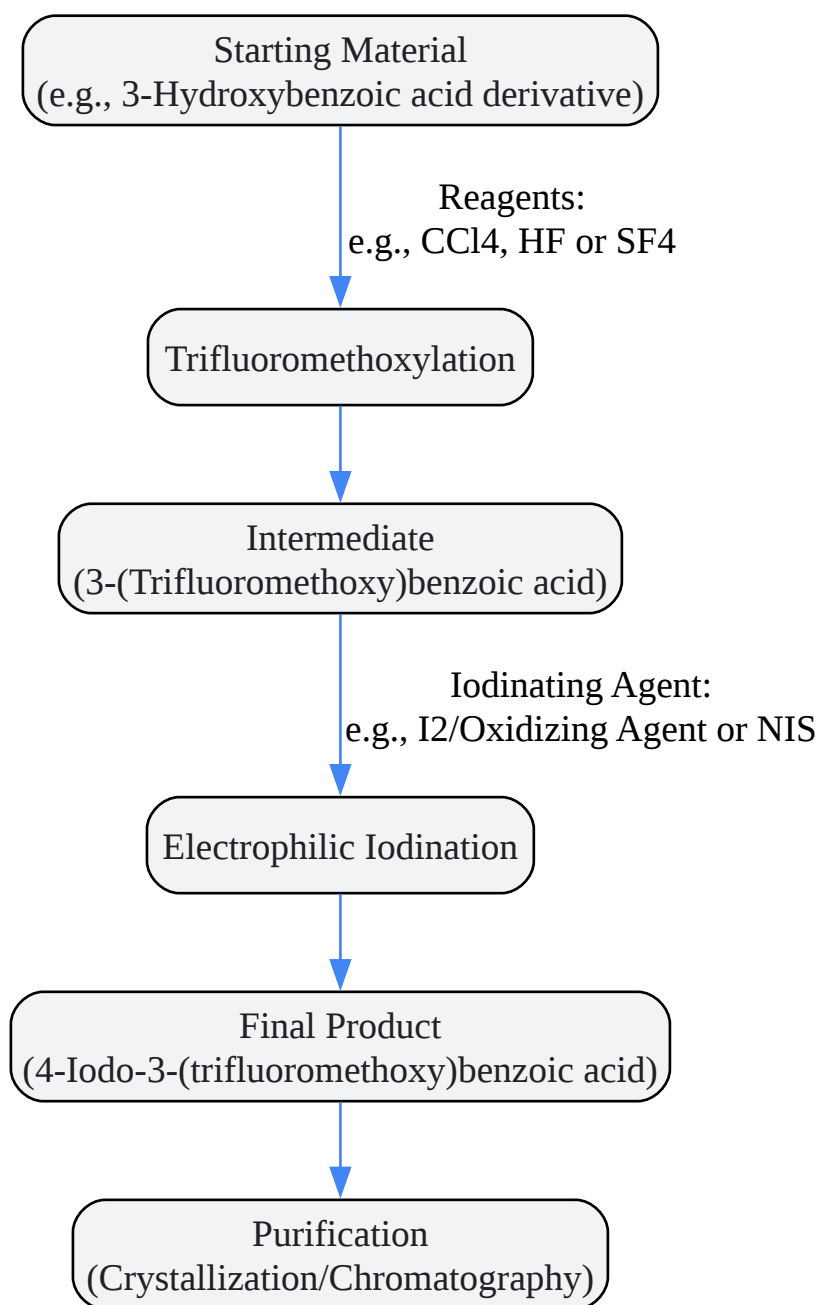 Starting Material
(e.g., 3-Hydroxybenzoic acid derivative)
Reagents:
e.g., CCl4, HF or SF4
Trifluoromethoxylation
Intermediate
(3-(Trifluoromethoxy)benzoic acid)
Iodinating Agent:
e.g., I2/Oxidizing Agent or NIS
Electrophilic Iodination
Final Product
(4-Iodo-3-(trifluoromethoxy)benzoic acid)
Purification
(Crystallization/Chromatography)